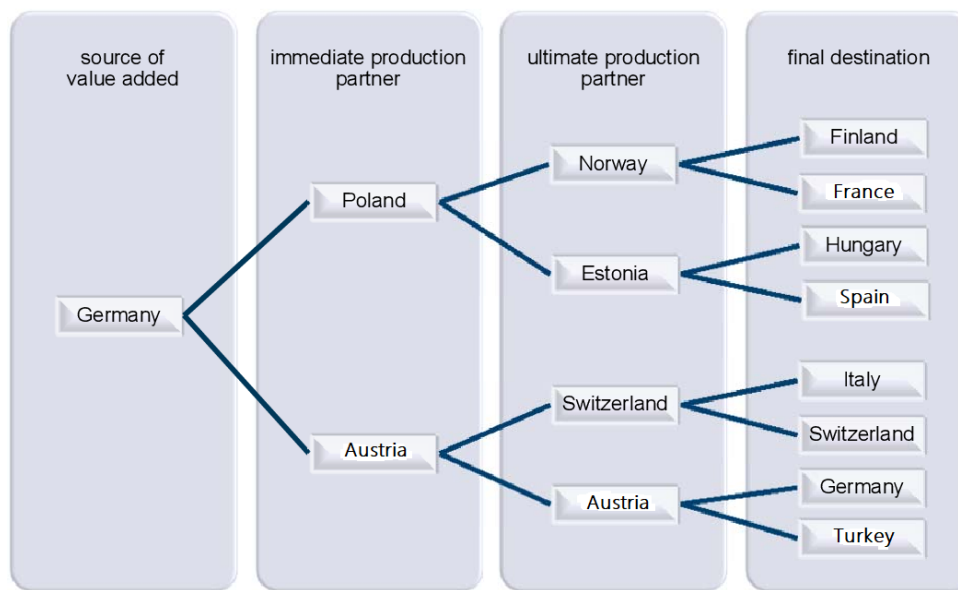 source of
value added
immediate production
partner
ultimate production
partner
final destination
Germany
Poland
Austria
Norway
Estonia
Switzerland
Austria
Finland
France
Hungary
Spain
Italy
Switzerland
Germany
Turkey